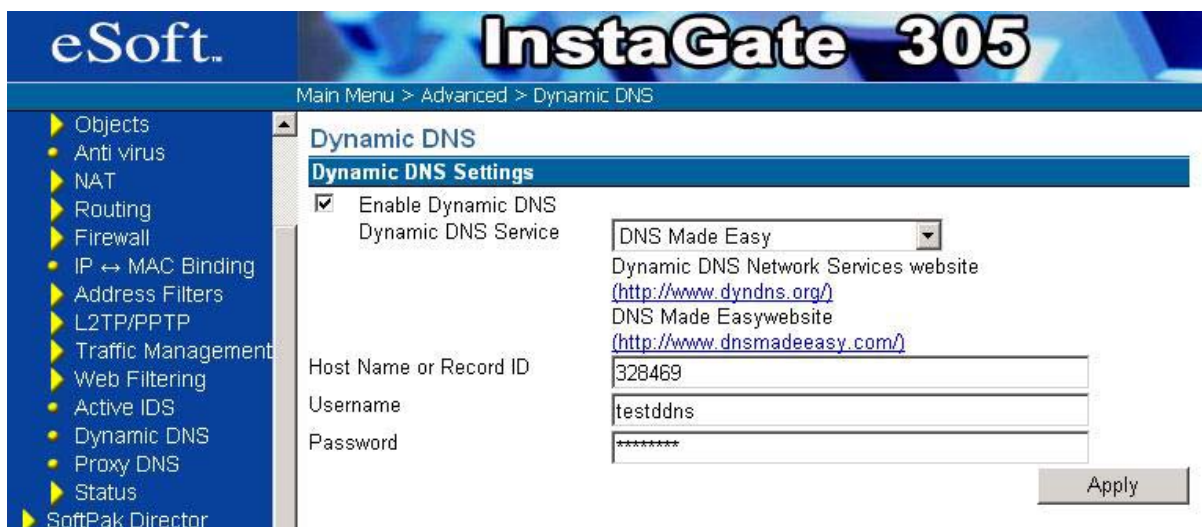 eSoft™
InstaGate 305
Main Menu > Advanced > Dynamic DNS
Objects
Anti virus
NAT
Routing
Firewall
IP ↔ MAC Binding
Address Filters
L2TP/PPTP
Traffic Management
Web Filtering
Active IDS
Dynamic DNS
Proxy DNS
Status
SoftPak Director
Dynamic DNS
Dynamic DNS Settings
Enable Dynamic DNS
Dynamic DNS Service DNS Made Easy
Dynamic DNS Network Services website
(http://www.dyndns.org/)
DNS Made Easywebsite
(http://www.dnsmadeeasy.com/)
Host Name or Record ID 328469
Username testddns
Password ********
Apply